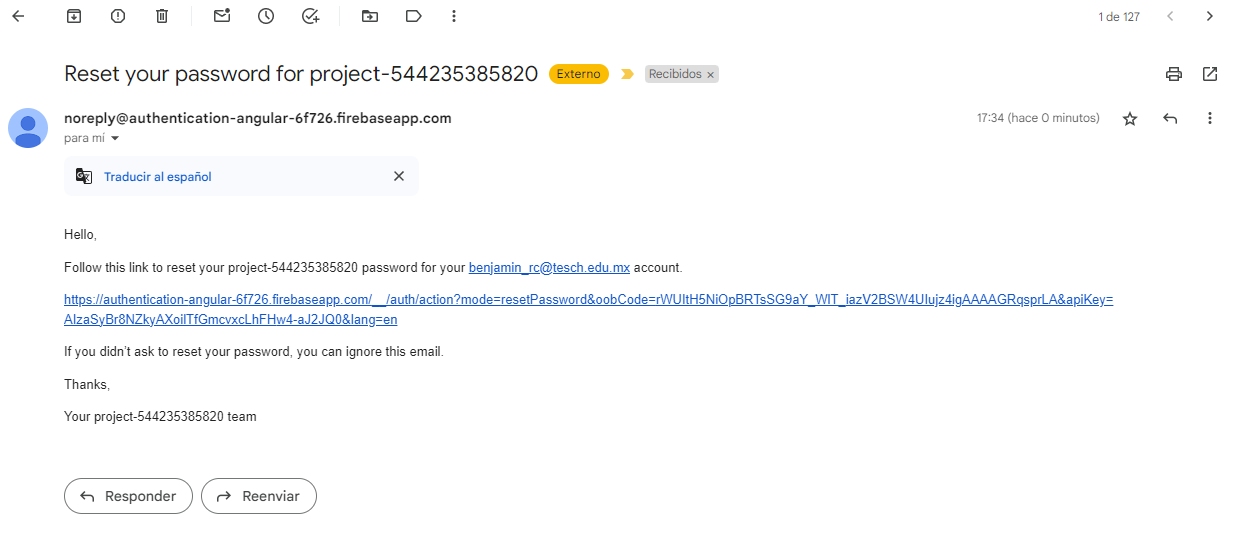 1 de 127
Reset your password for project-544235385820 Externo Recibidos ×
noreply@authentication-angular-6f726.firebaseapp.com 17:34 (hace 0 minutos)
para mí
Traducir al español
Hello,
Follow this link to reset your project-544235385820 password for your benjamin_rc@tesch.edu.mx account.
https://authentication-angular-6f726.firebaseapp.com/__/auth/action?mode=resetPassword&oobCode=rWUItH5NiOpBRTsSG9aY_WlT_iazV2BSW4UIujz4igAAAAGRqsprLA&apiKey=
AIzaSyBr8NZkyAXoilTfGmcvxcLhFHw4-aJ2JQ0&lang=en
If you didn’t ask to reset your password, you can ignore this email.
Thanks,
Your project-544235385820 team
Responder Reenviar